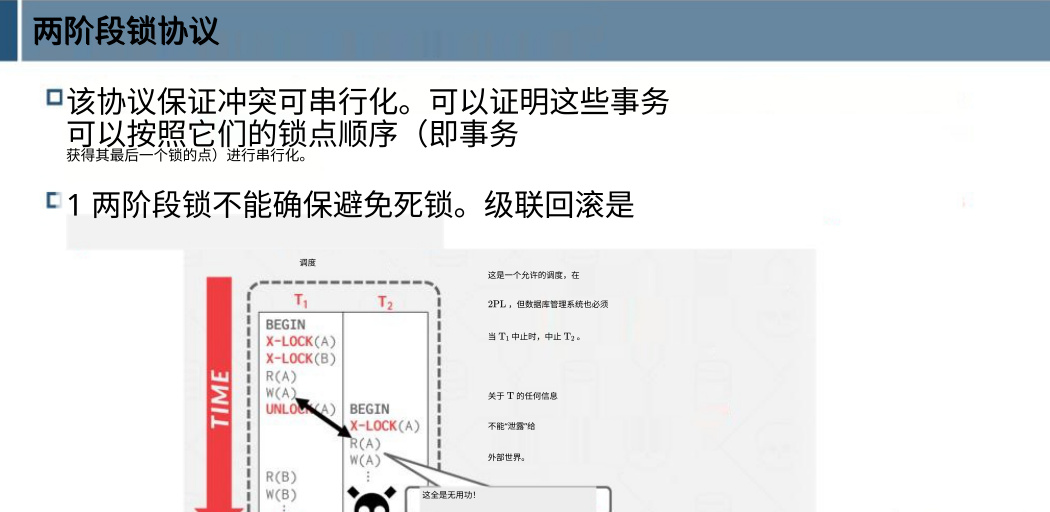 两阶段锁协议
该协议保证冲突可串行化。可以证明这些事务
可以按照它们的锁点顺序（即事务
获得其最后一个锁的点）进行串行化。
1 两阶段锁不能确保避免死锁。级联回滚是
调度
T1 T2
BEGIN
X-LOCK(A)
X-LOCK(B)
R(A)
W(A)
UNLOCK(A) BEGIN
X-LOCK(A)
R(A)
W(A)
R(B)
W(B)
⋮
⋮
TIME
这是一个允许的调度，在
2PL ，但数据库管理系统也必须
当 T1 中止时，中止 T2 。
关于 T 的任何信息
不能“泄露”给
外部世界。
这全是无用功！